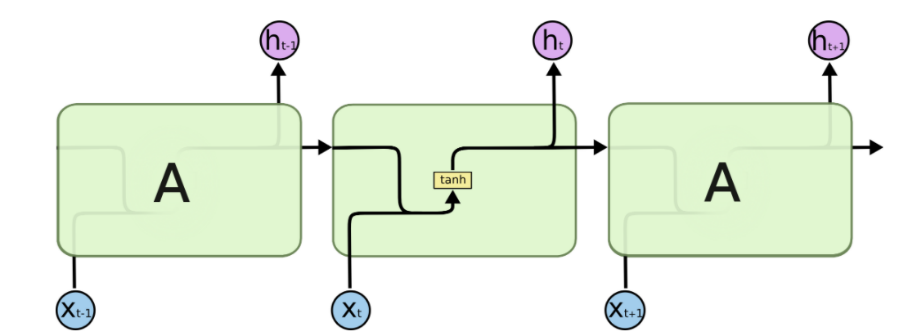 ht-1 ht ht+1
A A
tanh
Xt-1 Xt Xt+1